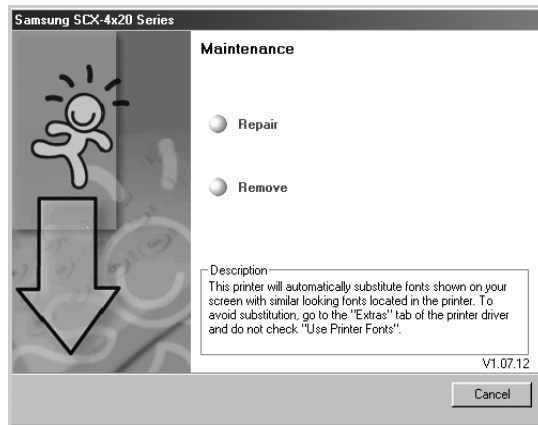 Samsung SCX-4x20 Series
Maintenance
Repair
Remove
Description
This printer will automatically substitute fonts shown on your
screen with similar looking fonts located in the printer. To
avoid substitution, go to the "Extras" tab of the printer driver
and do not check "Use Printer Fonts".
V1.07.12
Cancel